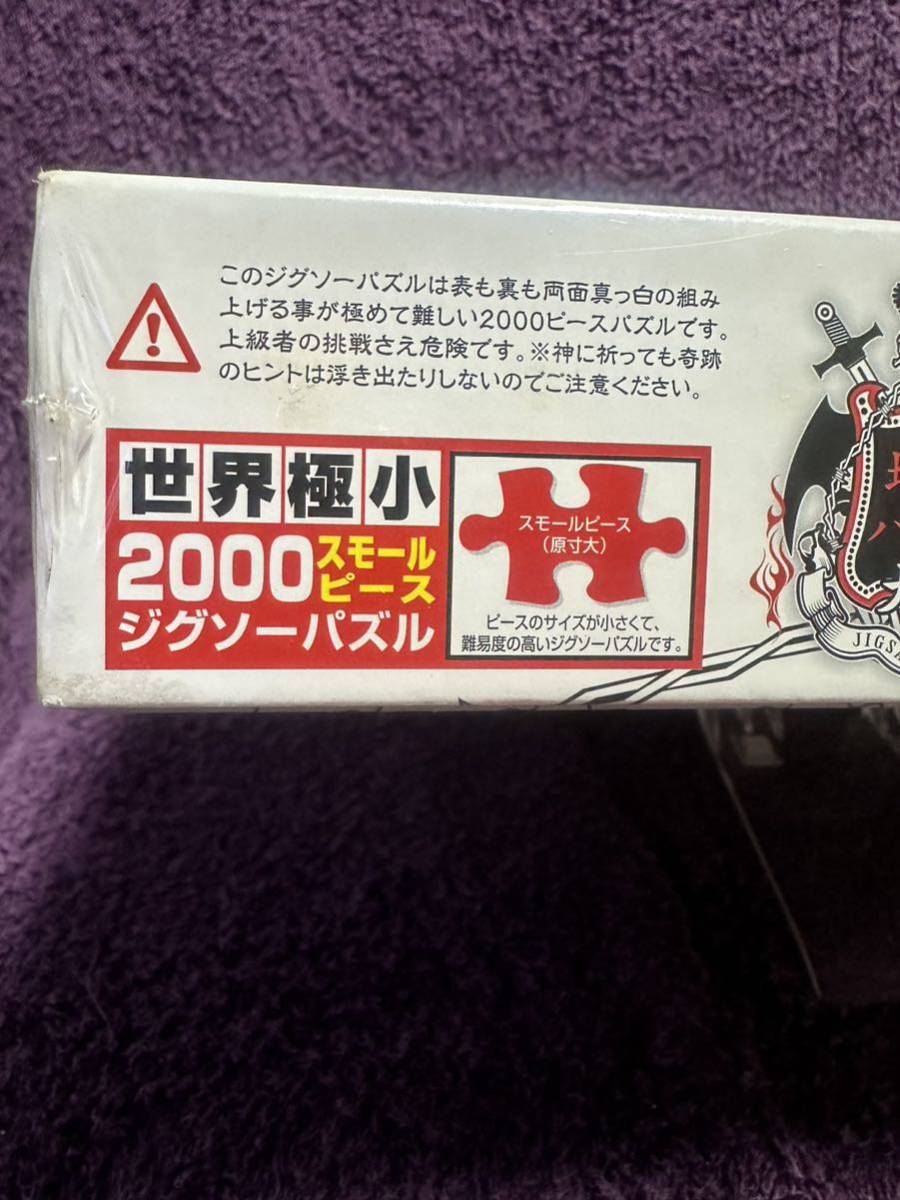 このジグソーパズルは表も裏も両面真っ白の組み
上げる事が極めて難しい2000ピースパズルです。
上級者の挑戦さえ危険です。※神に祈っても奇跡
のヒントは浮き出たりしないのでご注意ください。
世界極小
2000スモール
ピース
ジグソーパズル
スモールピース
(原寸大)
ピースのサイズが小さくて、
難易度の高いジグソーパズルです。